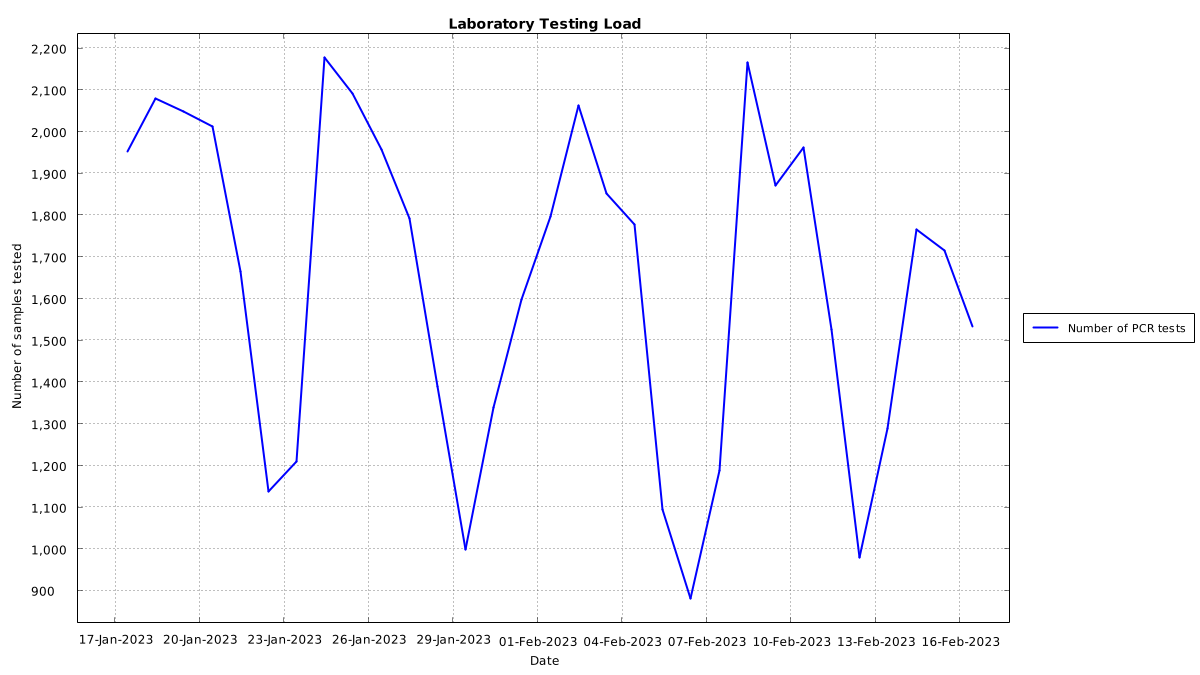 Laboratory Testing Load
2,200
2,100
2,000
1,900
1,800
1,700
1,600
1,500
1,400
1,300
1,200
1,100
1,000
900
Number of samples tested
17-Jan-2023 20-Jan-2023 23-Jan-2023 26-Jan-2023 29-Jan-2023 01-Feb-2023 04-Feb-2023 07-Feb-2023 10-Feb-2023 13-Feb-2023 16-Feb-2023
Date
Number of PCR tests